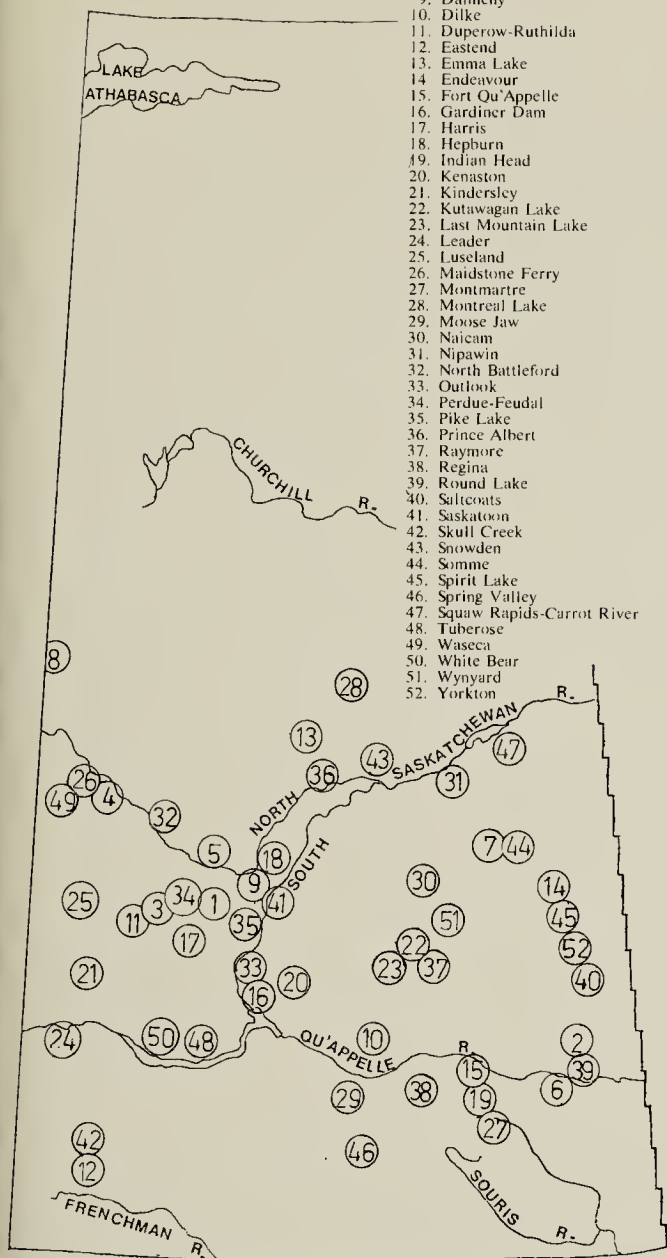 9. Dalmeny
10. Dilke
11. Duperow-Ruthilda
12. Eastend
13. Emma Lake
14 Endeavour
15. Fort Qu'Appelle
16. Gardiner Dam
17. Harris
18. Hepburn
19. Indian Head
20. Kenaston
21. Kindersley
22. Kutawagan Lake
23. Last Mountain Lake
24. Leader
25. Luseland
26. Maidstone Ferry
27. Montmartre
28. Montreal Lake
29. Moose Jaw
30. Naicam
31. Nipawin
32. North Battleford
33. Outlook
34. Perdue-Feudal
35. Pike Lake
36. Prince Albert
37. Raymore
38. Regina
39. Round Lake
40. Saltcoats
41. Saskatoon
42. Skull Creek
43. Snowden
44. Somme
45. Spirit Lake
46. Spring Valley
47. Squaw Rapids-Carrot River
48. Tuberose
49. Waseca
50. White Bear
51. Wynyard
52. Yorkton
LAKE
ATHABASCA
CHURCHILL R.
8
28
13
43
36
47
31
SASKATCHEWAN R.
26
49
4
32
NORTH
SOUTH
5
18
9
7
44
30
14
25
34
1
41
3
11
35
51
45
17
22
52
23
37
33
21
20
40
16
24
50
48
QU'APPELLE R.
10
2
15
39
38
6
29
19
27
42
46
12
SOURIS R.
FRENCHMAN R.